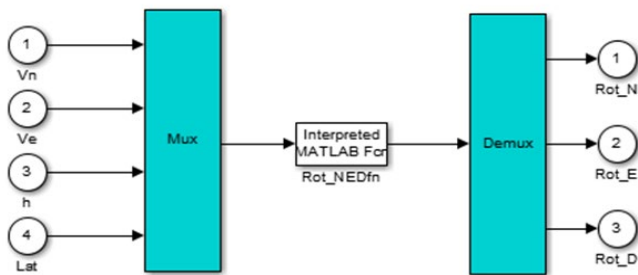 1
Vn
2
Ve
3
h
4
Lat
Mux
Interpreted
MATLAB Fcn
Rot_NEDfn
Demux
1
Rot_N
2
Rot_E
3
Rot_D